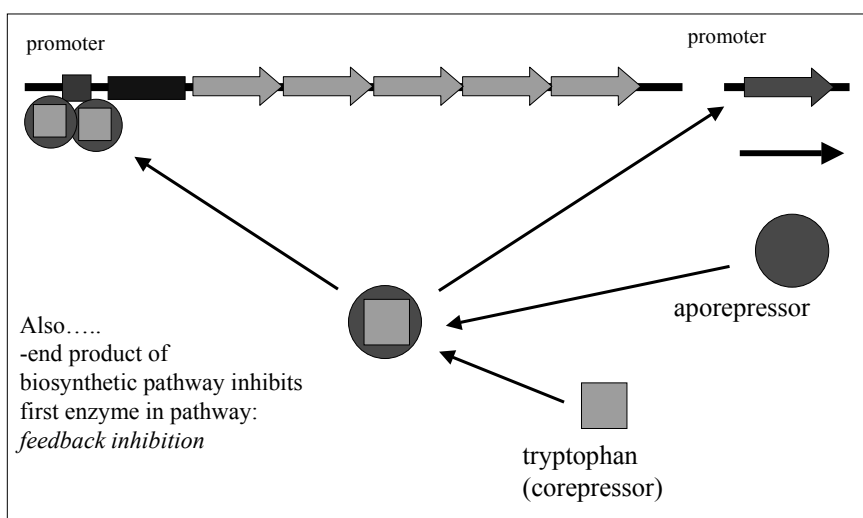 promoter
promoter
aporepressor
Also…..
-end product of
biosynthetic pathway inhibits
first enzyme in pathway:
feedback inhibition
tryptophan
(corepressor)